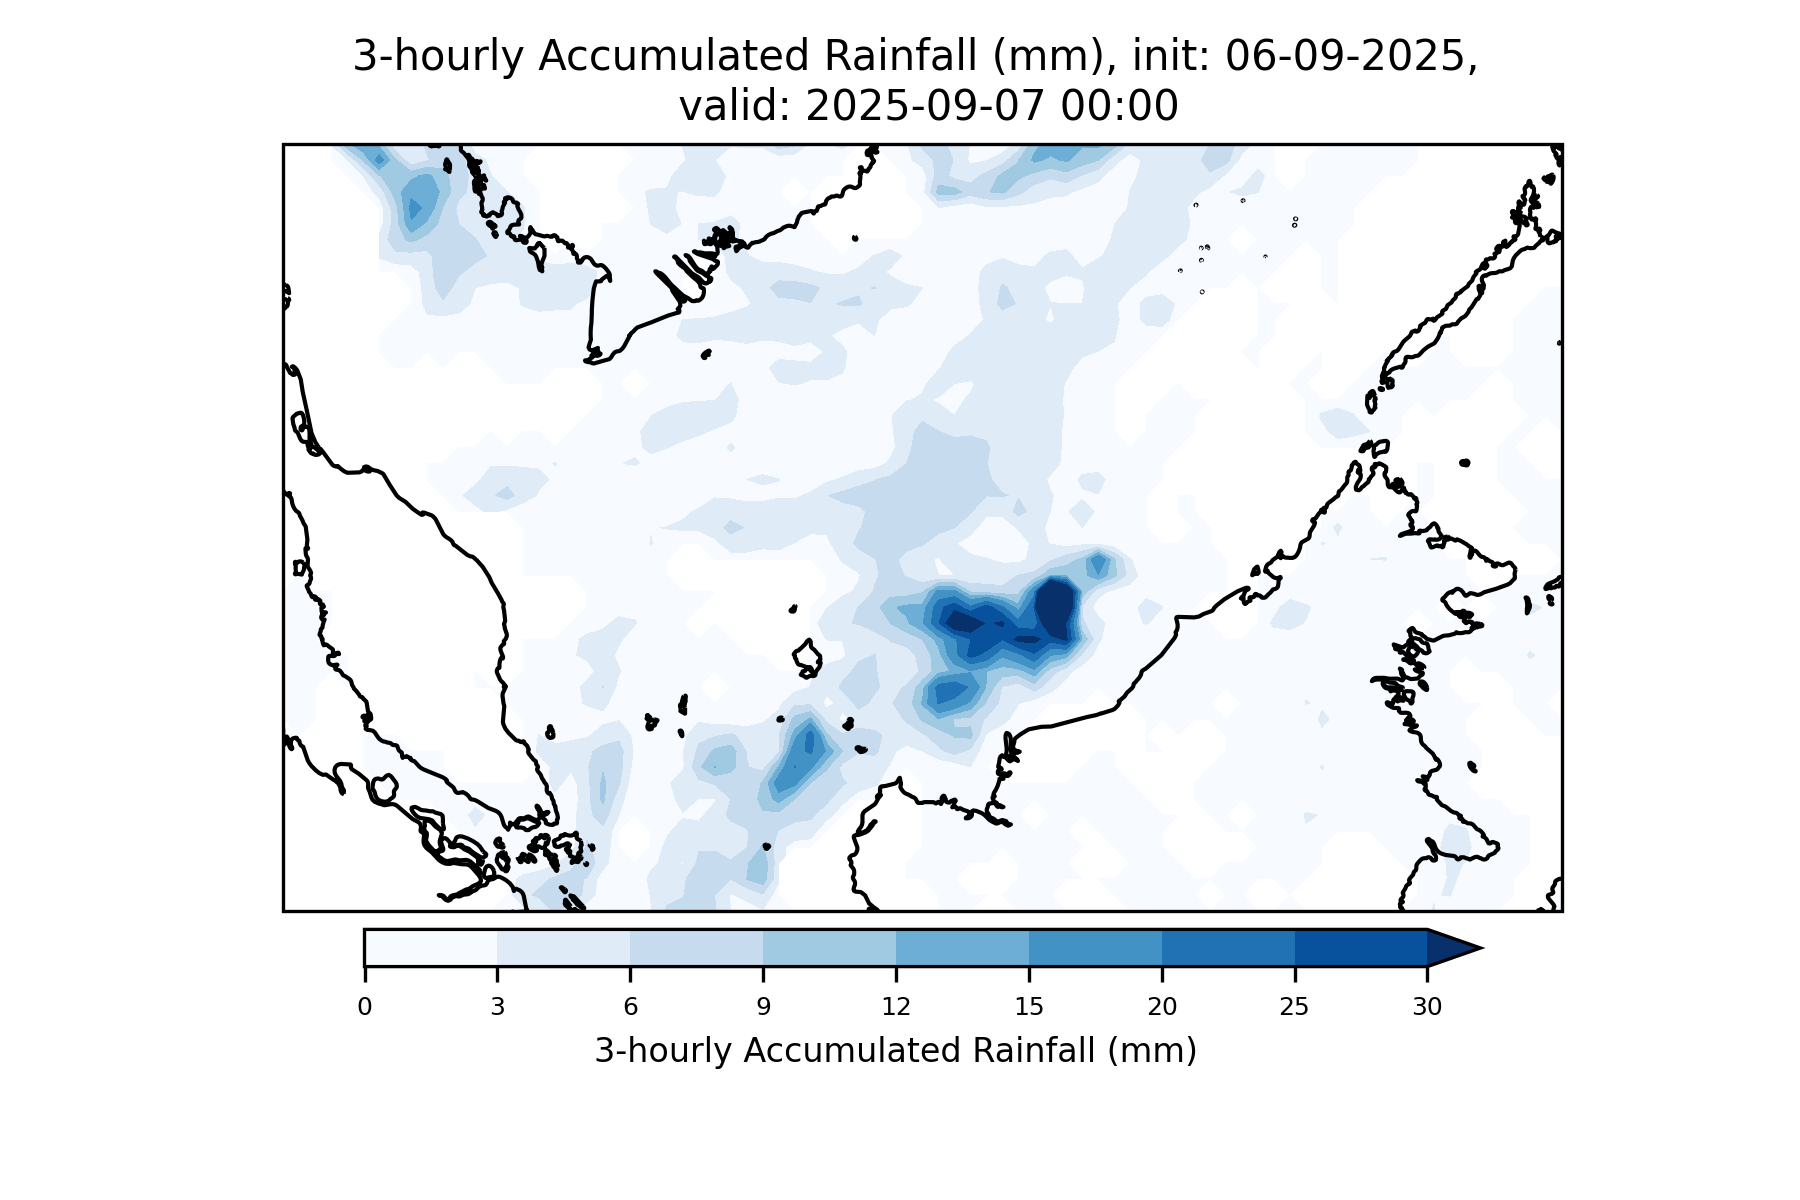 3-hourly Accumulated Rainfall (mm), init: 06-09-2025,
valid: 2025-09-07 00:00
0 3 6 9 12 15 20 25 30
3-hourly Accumulated Rainfall (mm)